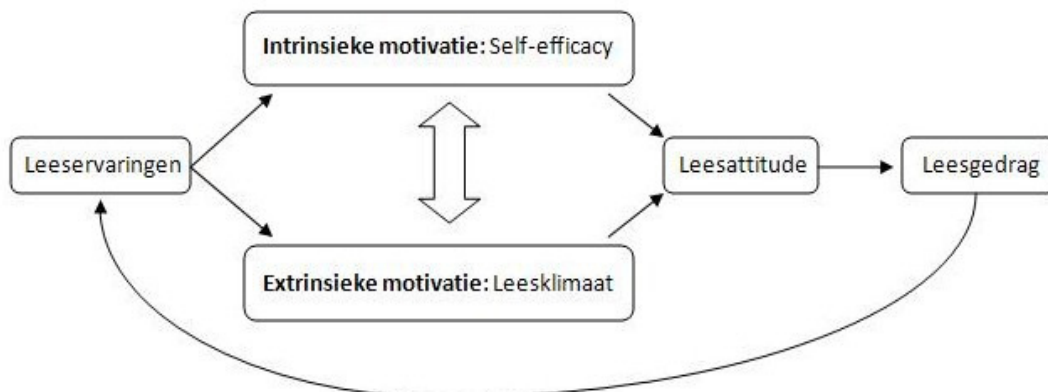 Intrinsieke motivatie: Self-efficacy
Leeservaringen
Leesattitude
Leesgedrag
Extrinsieke motivatie: Leesklimaat